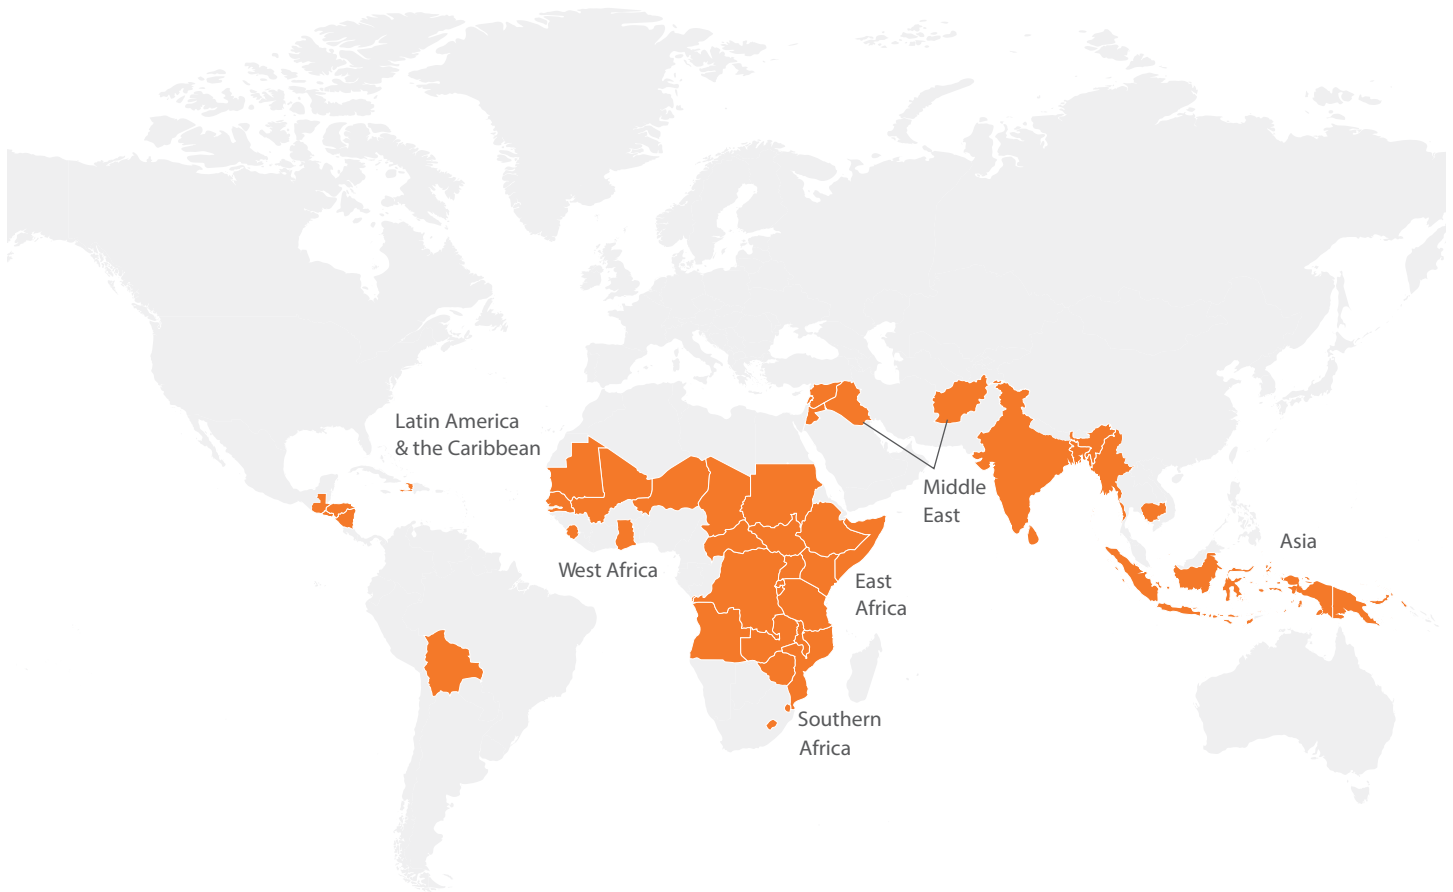 Latin America
& the Caribbean
Middle
East
Asia
West Africa
East
Africa
Southern
Africa